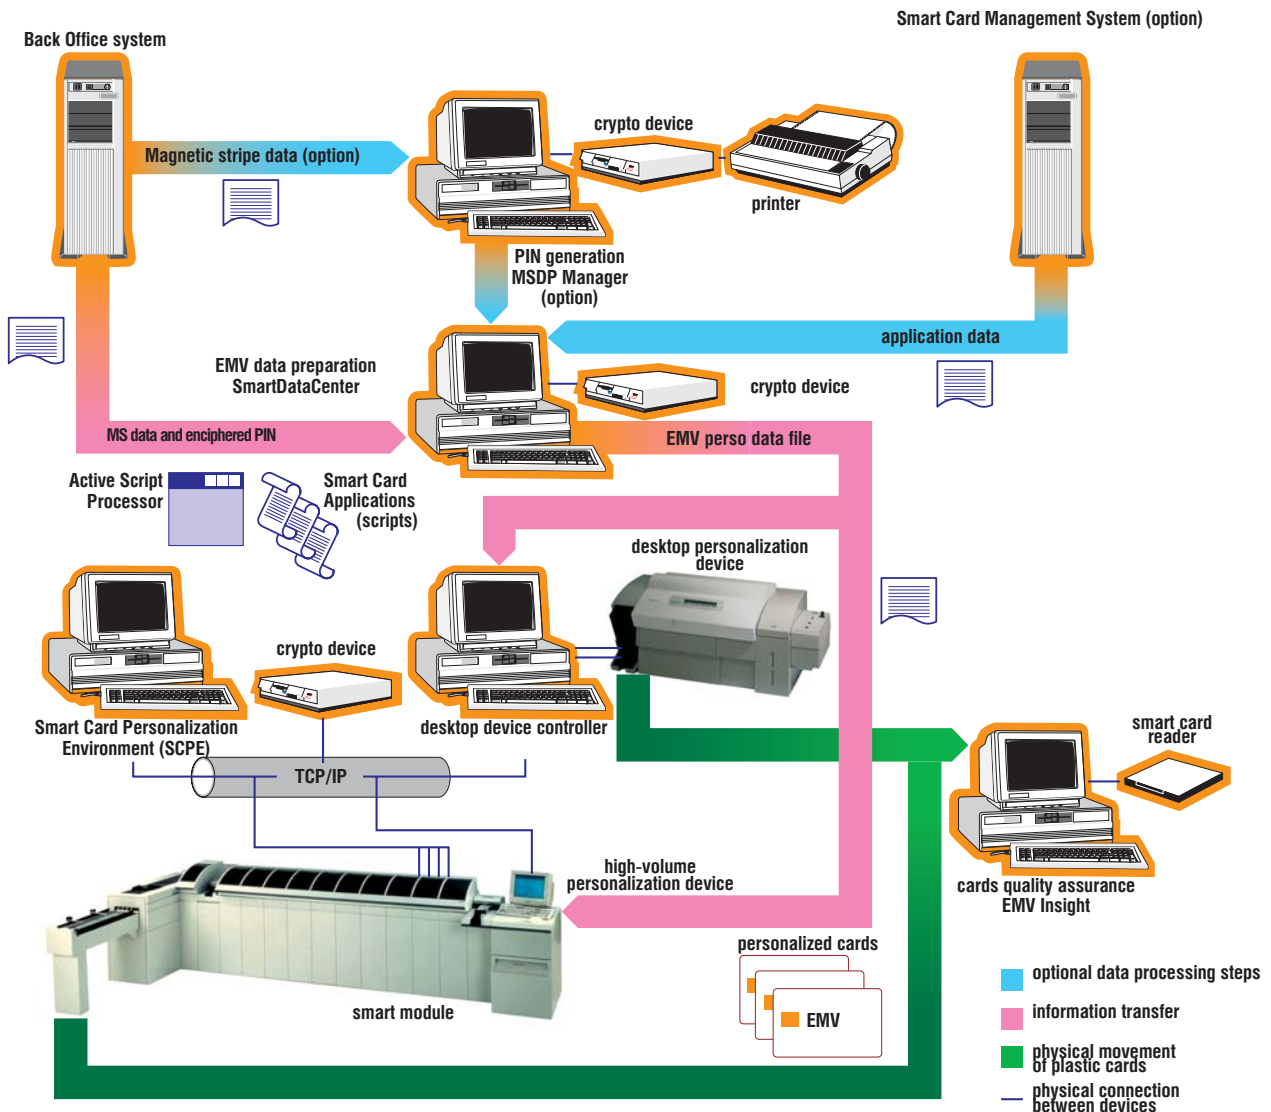 Smart Card Management System (option)
Back Office system
crypto device
Magnetic stripe data (option)
printer
PIN generation
MSDP Manager
(option)
application data
EMV data preparation
SmartDataCenter
crypto device
MS data and enciphered PIN
EMV perso data file
Active Script
Processor
Smart Card
Applications
(scripts)
desktop personalization
device
crypto device
Smart Card Personalization
Environment (SCPE)
desktop device controller
smart card
reader
TCP/IP
high-volume
personalization device
cards quality assurance
EMV Insight
personalized cards
EMV
smart module
optional data processing steps
information transfer
physical movement
of plastic cards
physical connection
between devices